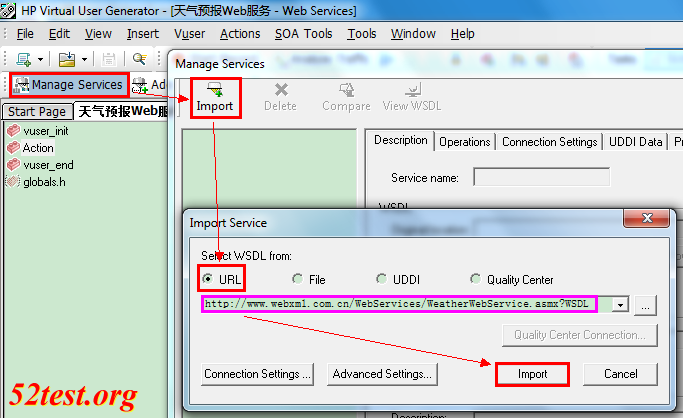 HP Virtual User Generator - [天气预报Web服务 - Web Services]
File Edit View Insert Vuser Actions SOA Tools Tools Window Help
Manage Services
Manage Services Ad
Import Delete Compare View WSDL
Start Page 天气预报Web服
vuser_init
Action
vuser_end
globals.h
Description Operations Connection Settings UDDI Data Pr
Service name:
WSDL
Import Service
Select WSDL from:
URL File UDDI Quality Center
http://www.webxml.com.cn/WebServices/WeatherWebService.asmx?WSDL
...
Quality Center Connection...
Connection Settings ... Advanced Settings... Import Cancel
52test.org
Description: